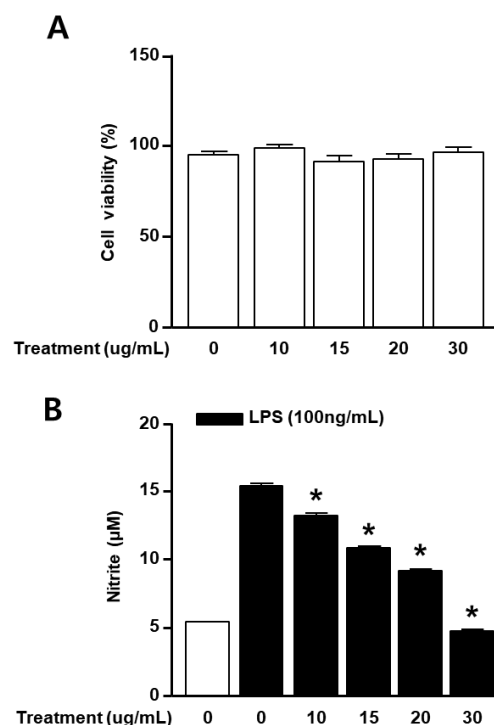 A
150
100
50
0
Cell viability (%)
Treatment (ug/mL) 0 10 15 20 30
B
LPS (100ng/mL)
20
15
10
5
0
Nitrite (µM)
* * * *
Treatment (ug/mL) 0 0 10 15 20 30